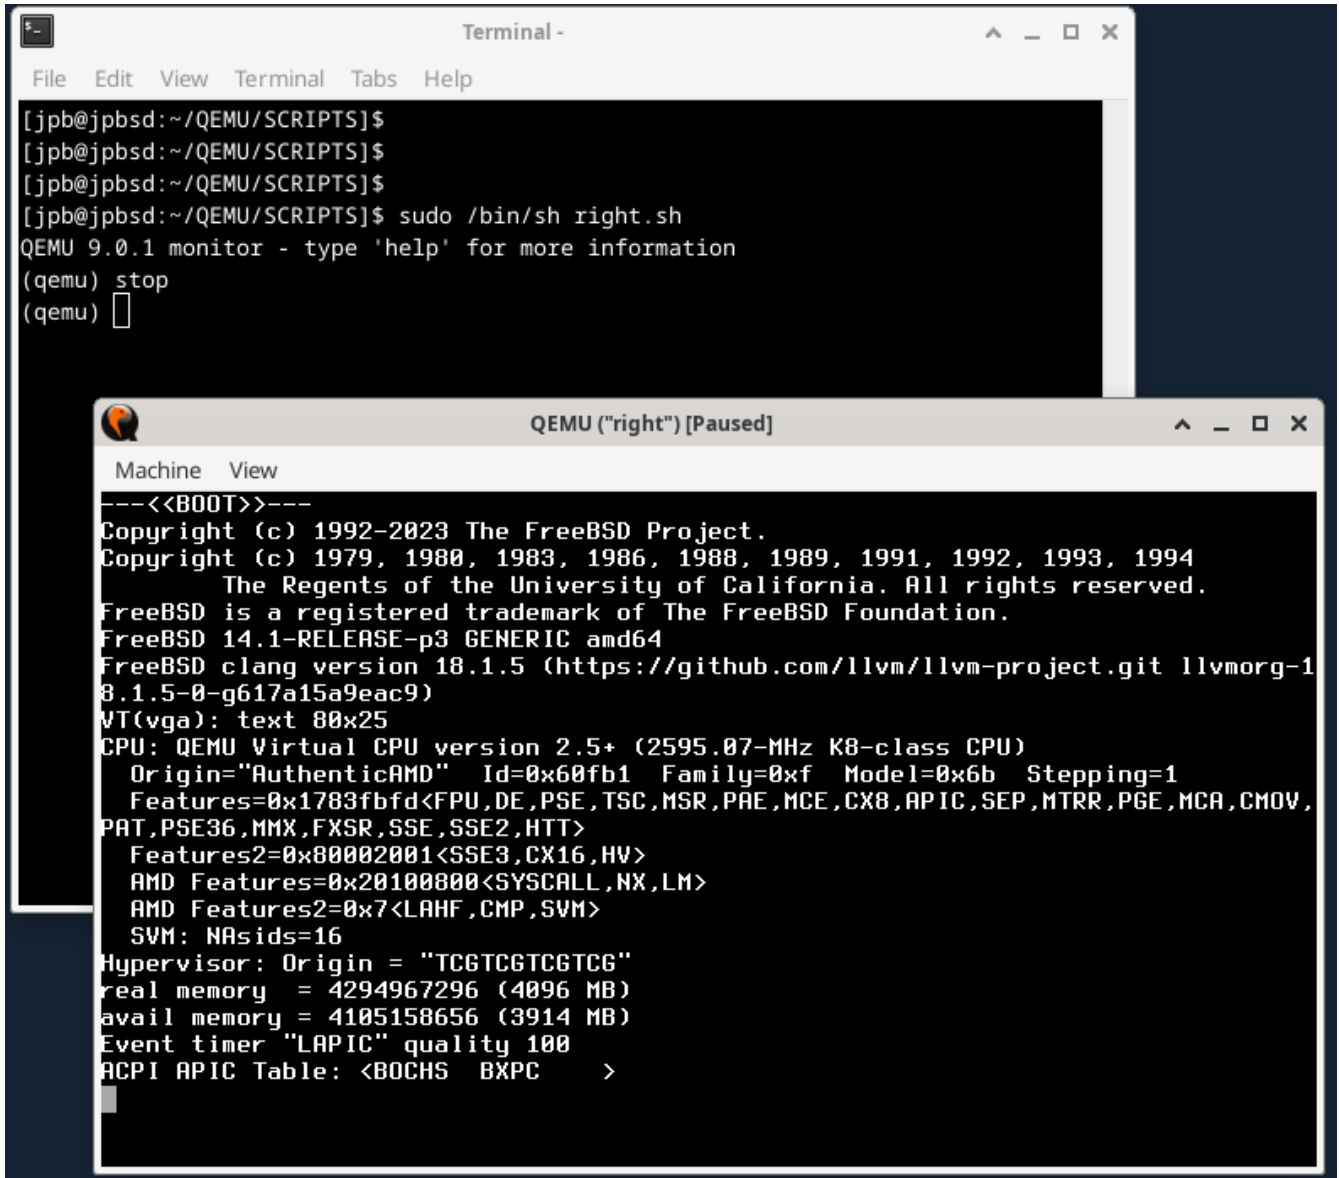 Terminal -
File Edit View Terminal Tabs Help
[jpb@jpbsd:~/QEMU/SCRIPTS]$
[jpb@jpbsd:~/QEMU/SCRIPTS]$
[jpb@jpbsd:~/QEMU/SCRIPTS]$
[jpb@jpbsd:~/QEMU/SCRIPTS]$ sudo /bin/sh right.sh
QEMU 9.0.1 monitor - type 'help' for more information
(qemu) stop
(qemu)
QEMU ("right") [Paused]
Machine View
---<<BOOT>>---
Copyright (c) 1992-2023 The FreeBSD Project.
Copyright (c) 1979, 1980, 1983, 1986, 1988, 1989, 1991, 1992, 1993, 1994
        The Regents of the University of California. All rights reserved.
FreeBSD is a registered trademark of The FreeBSD Foundation.
FreeBSD 14.1-RELEASE-p3 GENERIC amd64
FreeBSD clang version 18.1.5 (https://github.com/llvm/llvm-project.git llvmorg-1
8.1.5-0-g617a15a9eac9)
VT(vga): text 80x25
CPU: QEMU Virtual CPU version 2.5+ (2595.07-MHz K8-class CPU)
  Origin="AuthenticAMD"  Id=0x60fb1  Family=0xf  Model=0x6b  Stepping=1
  Features=0x1783fbfd<FPU,DE,PSE,TSC,MSR,PAE,MCE,CX8,APIC,SEP,MTRR,PGE,MCA,CMOV,
PAT,PSE36,MMX,FXSR,SSE,SSE2,HTT>
  Features2=0x80002001<SSE3,CX16,HV>
  AMD Features=0x20100800<SYSCALL,NX,LM>
  AMD Features2=0x7<LAHF,CMP,SVM>
  SVM: NAsids=16
Hypervisor: Origin = "TCGTCGTCGTCG"
real memory  = 4294967296 (4096 MB)
avail memory = 4105158656 (3914 MB)
Event timer "LAPIC" quality 100
ACPI APIC Table: <BOCHS  BXPC    >